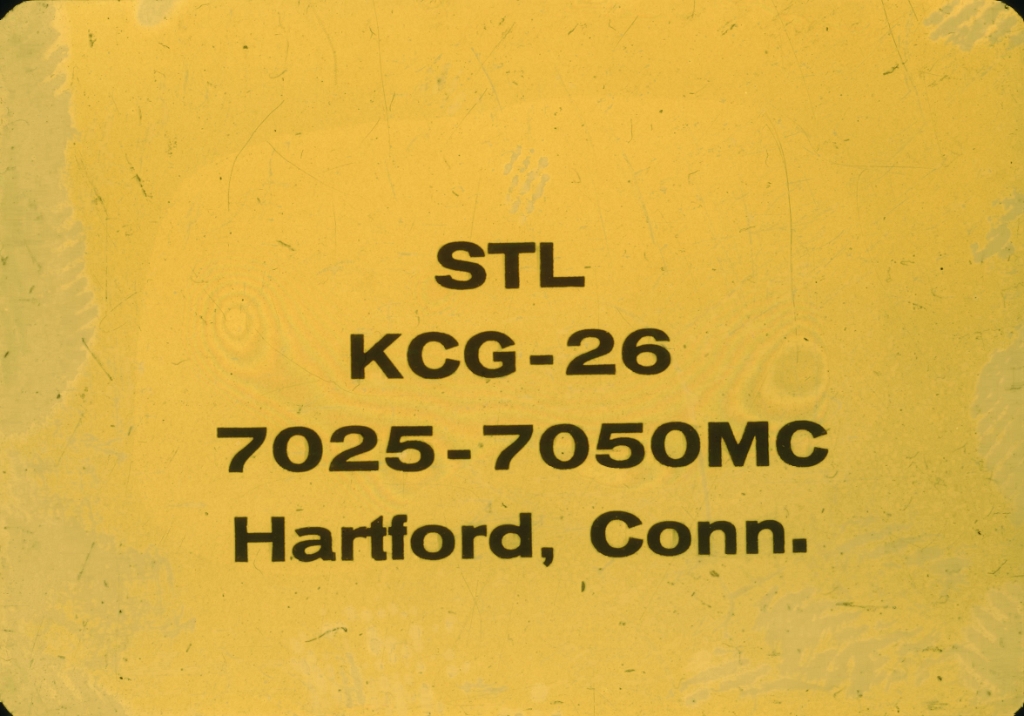 STL
KCG-26
7025-7050MC
Hartford, Conn.